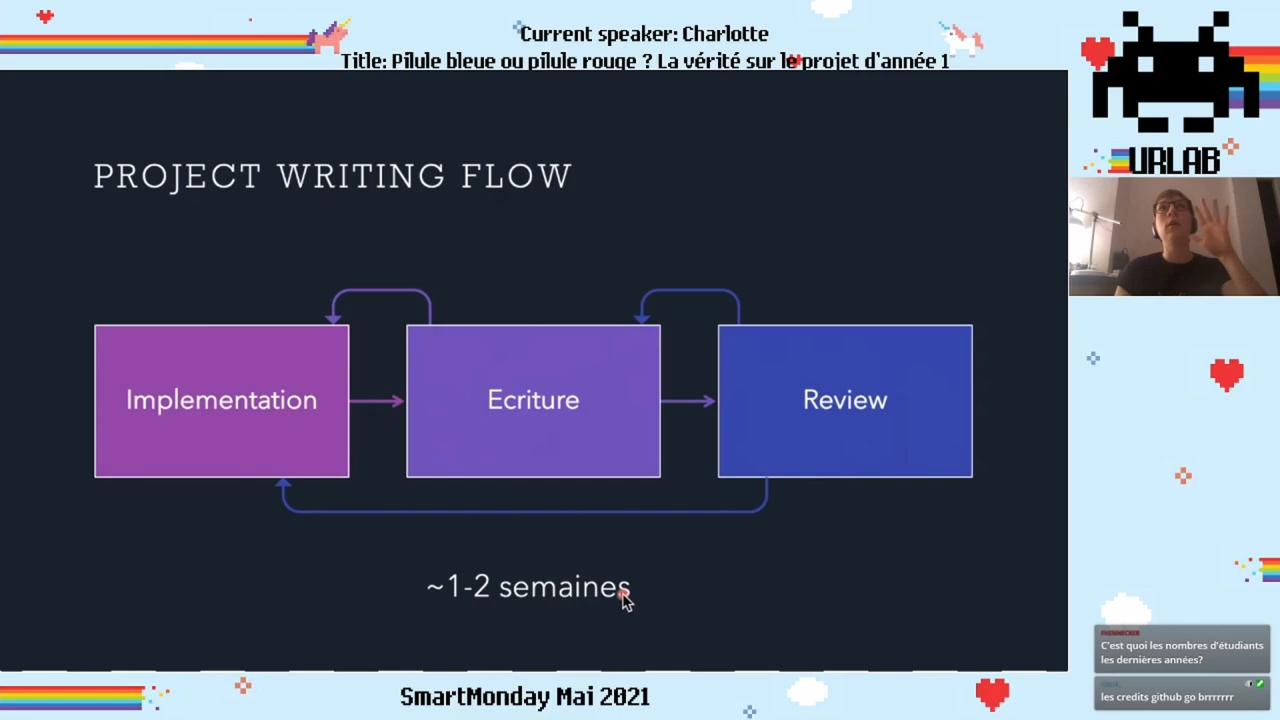 Current speaker: Charlotte
Title: Pilule bleue ou pilule rouge ? La vérité sur le projet d'année 1
URLAB
PROJECT WRITING FLOW
Implementation
Ecriture
Review
~1-2 semaines
FHENNECKER
C'est quoi les nombres d'étudiants
les dernières années?
les credits github go brrrrrrr
SmartMonday Mai 2021